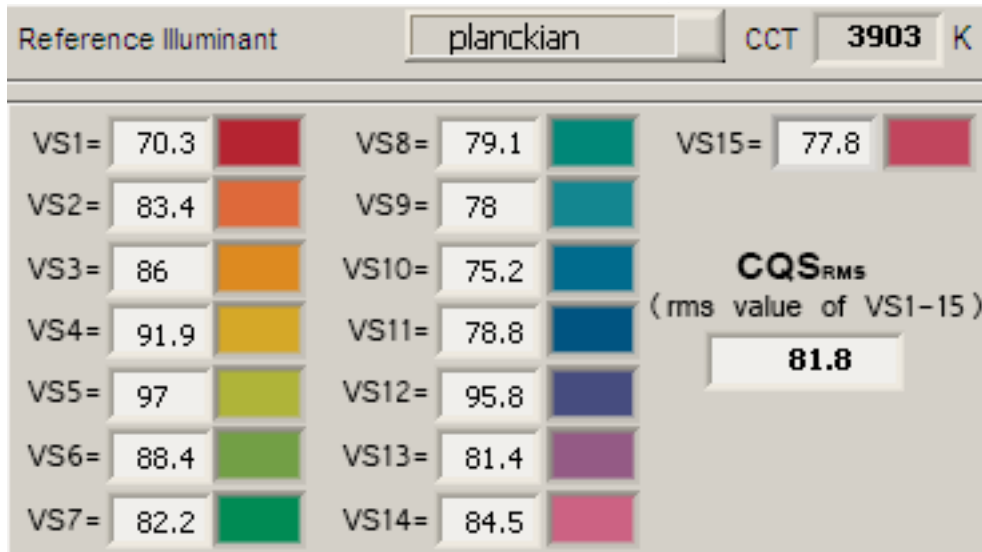 Reference Illuminant planckian CCT 3903 K
VS1= 70.3 VS8= 79.1 VS15= 77.8
VS2= 83.4 VS9= 78
VS3= 86 VS10= 75.2 CQSRMS
VS4= 91.9 VS11= 78.8 (rms value of VS1-15)
VS5= 97 VS12= 95.8 81.8
VS6= 88.4 VS13= 81.4
VS7= 82.2 VS14= 84.5